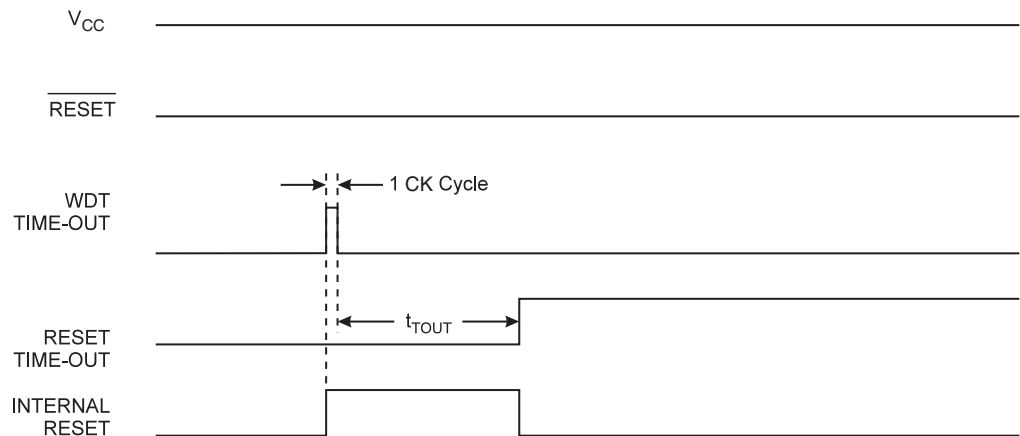 VCC
RESET
1 CK Cycle
WDT
TIME-OUT
tTOUT
RESET
TIME-OUT
INTERNAL
RESET